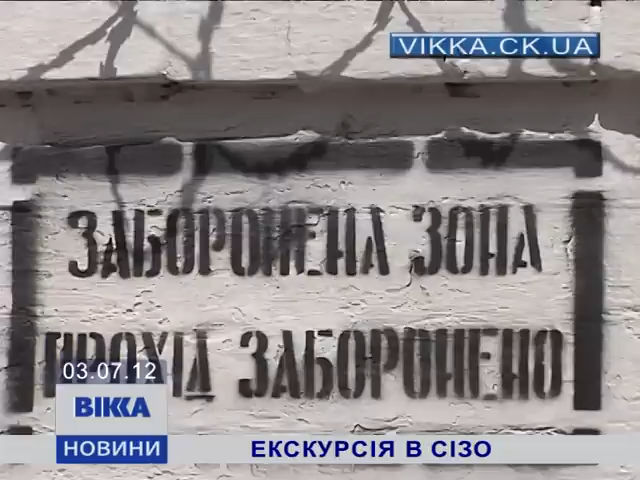 VIKKA.CK.UA
ЗАБОРОНЕНА ЗОНА
ПРОХІД ЗАБОРОНЕНО
03.07.12
ВІККА
НОВИНИ
ЕКСКУРСІЯ В СІЗО